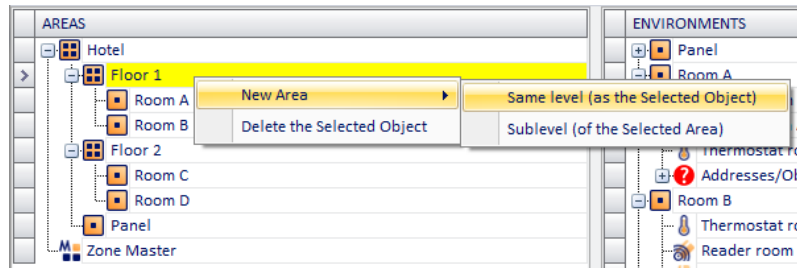 AREAS
Hotel
Floor 1
Room A
Room B
Floor 2
Room C
Room D
Panel
Zone Master
New Area
Delete the Selected Object
Same level (as the Selected Object)
Sublevel (of the Selected Area)
ENVIRONMENTS
Panel
Room A
Thermostat
Addresses/Ob
Room B
Thermostat ro
Reader room